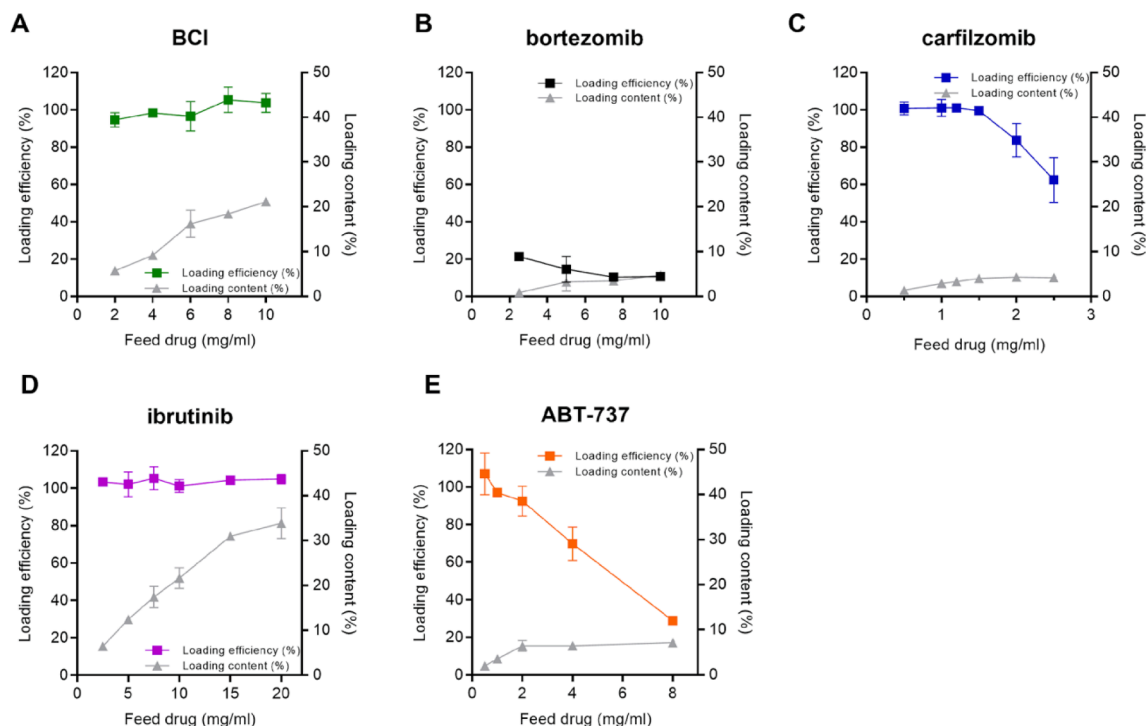 A
BCI
Loading efficiency (%)
120
100
80
60
40
20
0
50
40
30
20
10
0
Loading content (%)
Loading efficiency (%)
Loading content (%)
0
2
4
6
8
10
Feed drug (mg/ml)
B
bortezomib
Loading efficiency (%)
120
100
80
60
40
20
0
50
40
30
20
10
0
Loading content (%)
Loading efficiency (%)
Loading content (%)
0
2
4
6
8
10
Feed drug (mg/ml)
C
carfilzomib
Loading efficiency (%)
120
100
80
60
40
20
0
50
40
30
20
10
0
Loading content (%)
Loading efficiency (%)
Loading content (%)
0
1
2
3
Feed drug (mg/ml)
D
ibrutinib
Loading efficiency (%)
120
100
80
60
40
20
0
50
40
30
20
10
0
Loading content (%)
Loading efficiency (%)
Loading content (%)
0
5
10
15
20
Feed drug (mg/ml)
E
ABT-737
Loading efficiency (%)
120
100
80
60
40
20
0
50
40
30
20
10
0
Loading content (%)
Loading efficiency (%)
Loading content (%)
0
2
4
6
8
Feed drug (mg/ml)